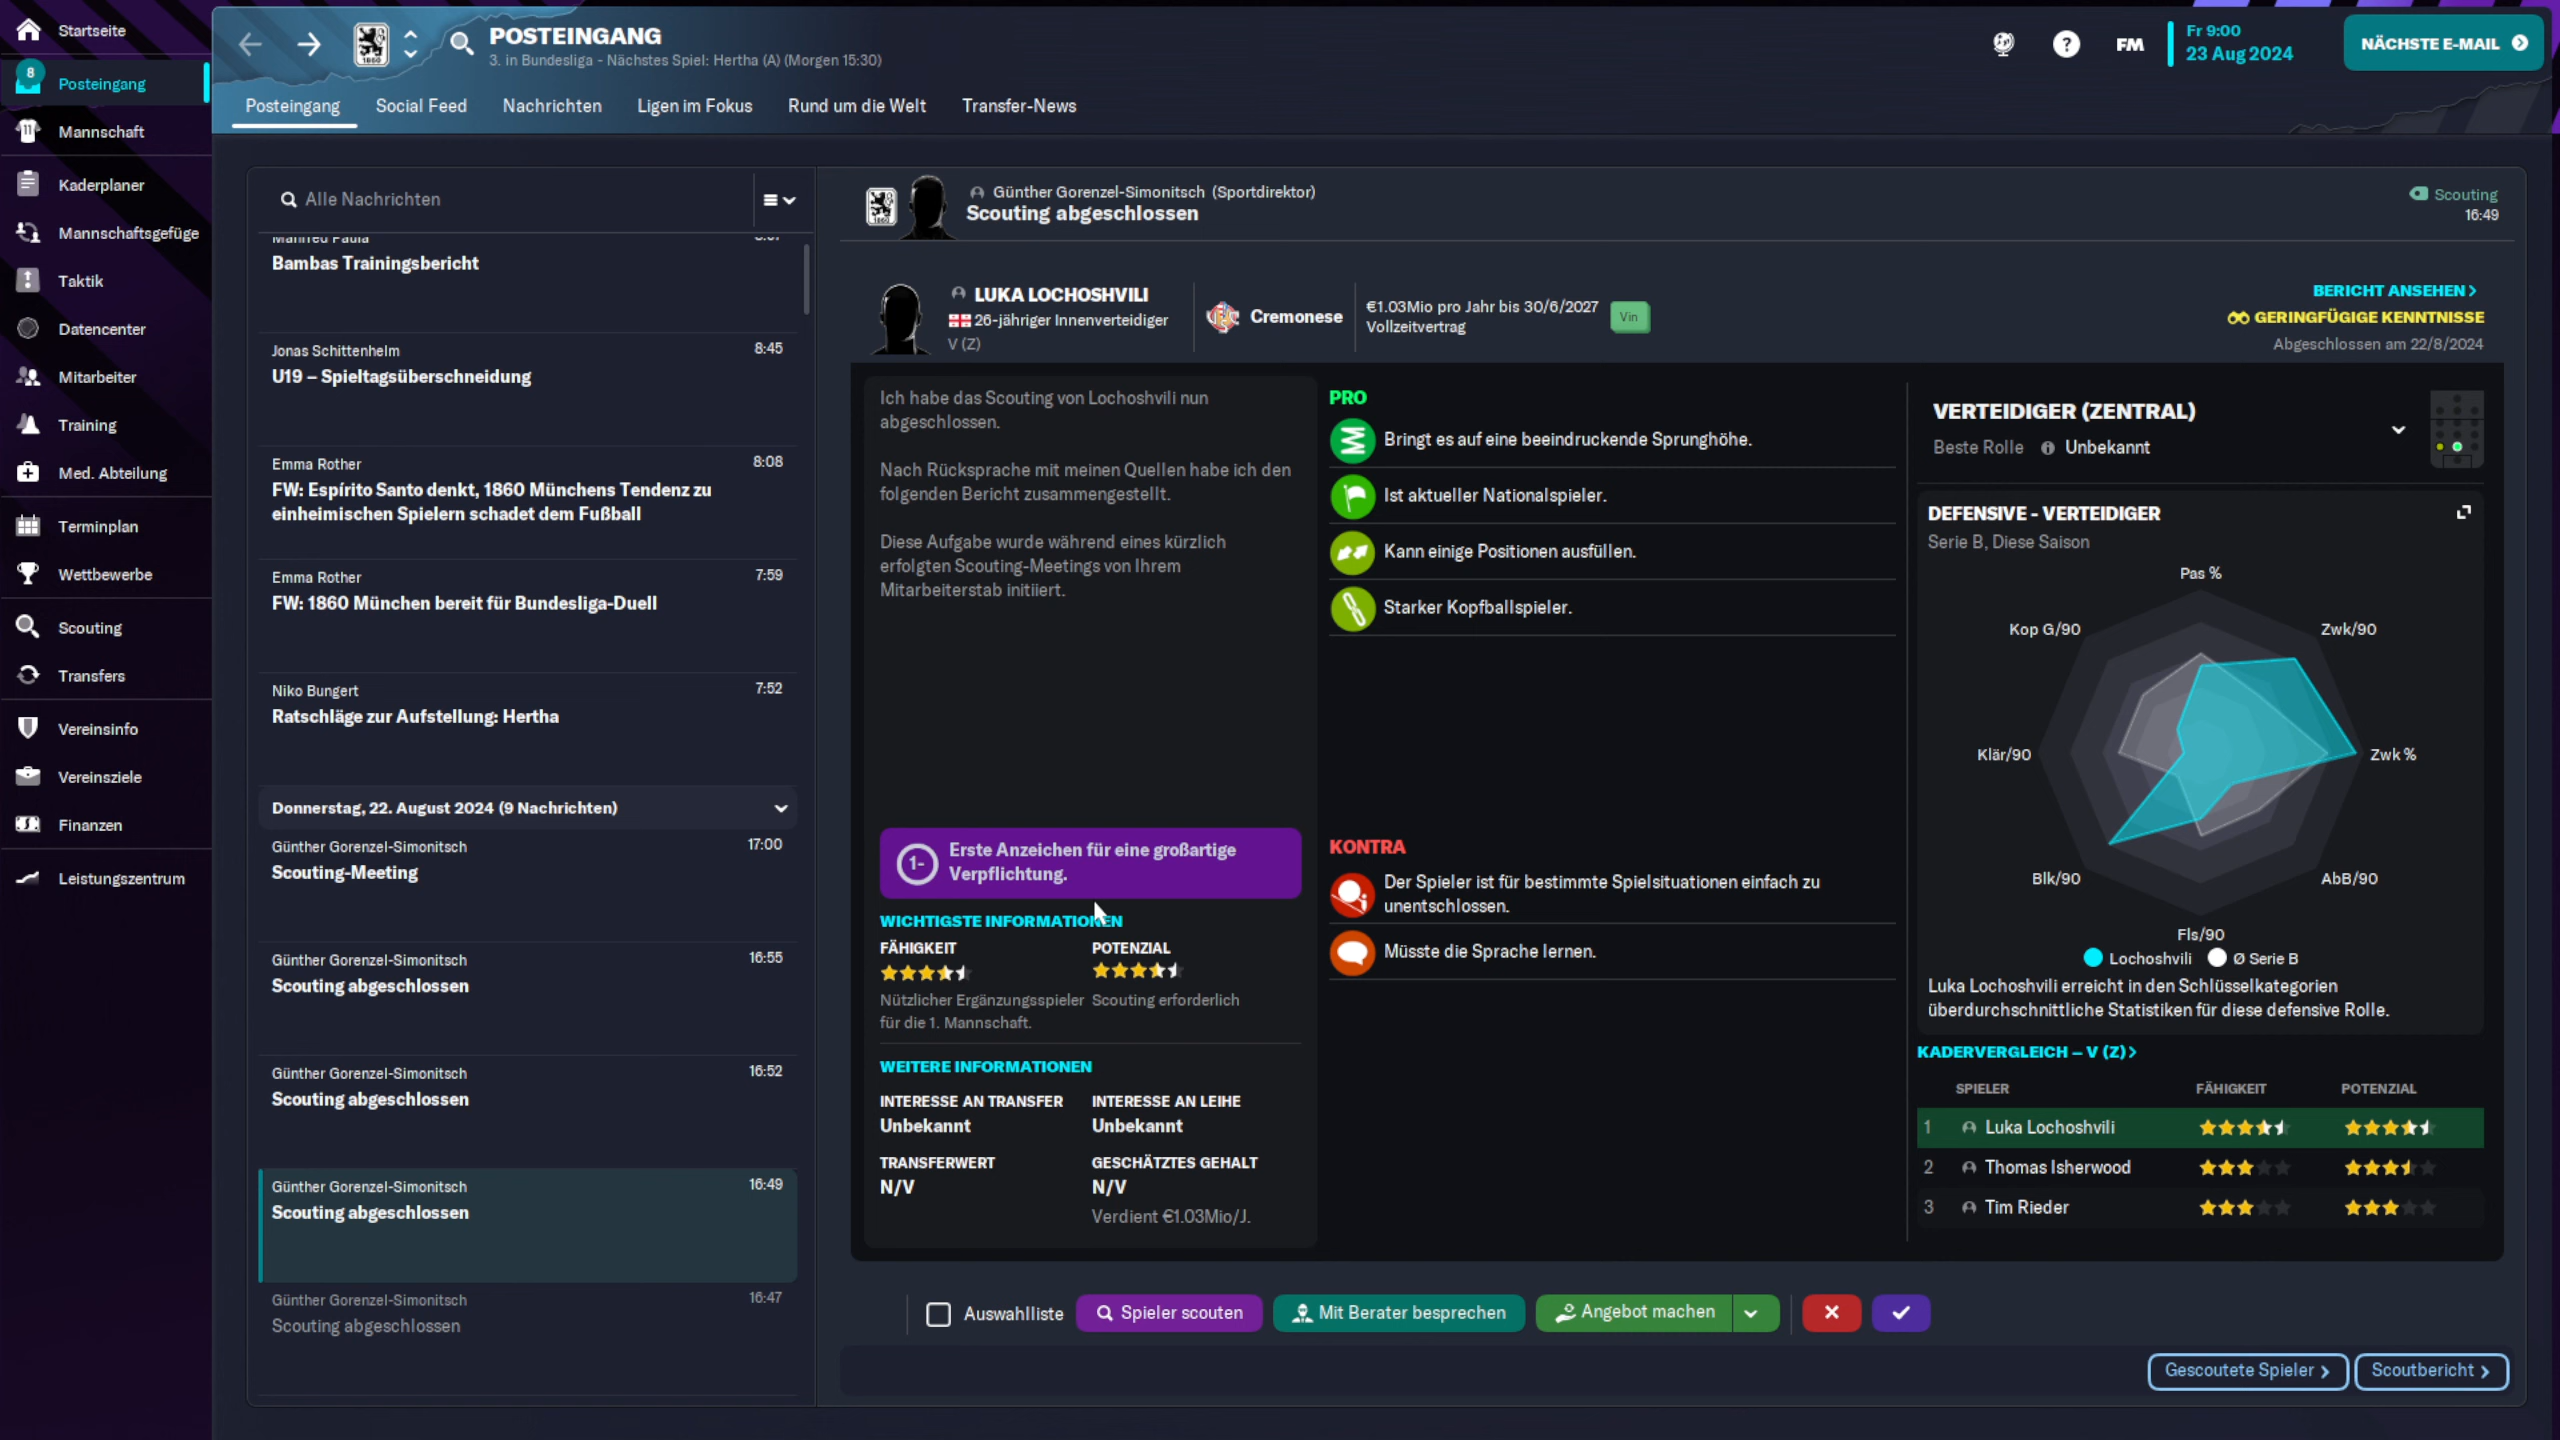 Startseite
8
Posteingang
Mannschaft
Kaderplaner
Mannschaftsgefüge
Taktik
Datencenter
Mitarbeiter
Training
Med. Abteilung
Terminplan
Wettbewerbe
Scouting
Transfers
Vereinsinfo
Vereinsziele
Finanzen
Leistungszentrum
POSTEINGANG
3. in Bundesliga - Nächstes Spiel: Hertha (A) (Morgen 15:30)
FM
Fr 9:00
23 Aug 2024
NÄCHSTE E-MAIL
Posteingang
Social Feed
Nachrichten
Ligen im Fokus
Rund um die Welt
Transfer-News
Alle Nachrichten
Manfred Paula
Bambas Trainingsbericht
Jonas Schittenhelm
8:45
U19 – Spieltagsüberschneidung
Emma Rother
8:08
FW: Espírito Santo denkt, 1860 Münchens Tendenz zu
einheimischen Spielern schadet dem Fußball
Emma Rother
7:59
FW: 1860 München bereit für Bundesliga-Duell
Niko Bungert
7:52
Ratschläge zur Aufstellung: Hertha
Donnerstag, 22. August 2024 (9 Nachrichten)
Günther Gorenzel-Simonitsch
17:00
Scouting-Meeting
Günther Gorenzel-Simonitsch
16:55
Scouting abgeschlossen
Günther Gorenzel-Simonitsch
16:52
Scouting abgeschlossen
Günther Gorenzel-Simonitsch
16:49
Scouting abgeschlossen
Günther Gorenzel-Simonitsch
16:47
Scouting abgeschlossen
Günther Gorenzel-Simonitsch (Sportdirektor)
Scouting abgeschlossen
Scouting
16:49
LUKA LOCHOSHVILI
26-jähriger Innenverteidiger
V (Z)
Cremonese
€1.03Mio pro Jahr bis 30/6/2027
Vollzeitvertrag
Vin
BERICHT ANSEHEN >
GERINGFÜGIGE KENNTNISSE
Abgeschlossen am 22/8/2024
Ich habe das Scouting von Lochoshvili nun
abgeschlossen.
Nach Rücksprache mit meinen Quellen habe ich den
folgenden Bericht zusammengestellt.
Diese Aufgabe wurde während eines kürzlich
erfolgten Scouting-Meetings von Ihrem
Mitarbeiterstab initiiert.
1-
Erste Anzeichen für eine großartige
Verpflichtung.
WICHTIGSTE INFORMATIONEN
FÄHIGKEIT
POTENZIAL
Nützlicher Ergänzungsspieler
für die 1. Mannschaft.
Scouting erforderlich
WEITERE INFORMATIONEN
INTERESSE AN TRANSFER
Unbekannt
INTERESSE AN LEIHE
Unbekannt
TRANSFERWERT
N/V
GESCHÄTZTES GEHALT
N/V
Verdient €1.03Mio/J.
PRO
Bringt es auf eine beeindruckende Sprunghöhe.
Ist aktueller Nationalspieler.
Kann einige Positionen ausfüllen.
Starker Kopfballspieler.
KONTRA
Der Spieler ist für bestimmte Spielsituationen einfach zu
unentschlossen.
Müsste die Sprache lernen.
VERTEIDIGER (ZENTRAL)
Beste Rolle
Unbekannt
DEFENSIVE - VERTEIDIGER
Serie B, Diese Saison
Pas %
Kop G/90
Zwk/90
Klär/90
Zwk %
Blk/90
AbB/90
Fls/90
Lochoshvili
Ø Serie B
Luka Lochoshvili erreicht in den Schlüsselkategorien
überdurchschnittliche Statistiken für diese defensive Rolle.
KADERVERGLEICH – V (Z) >
SPIELER
FÄHIGKEIT
POTENZIAL
1
Luka Lochoshvili
2
Thomas Isherwood
3
Tim Rieder
Auswahlliste
Spieler scouten
Mit Berater besprechen
Angebot machen
Gescoutete Spieler >
Scoutbericht >